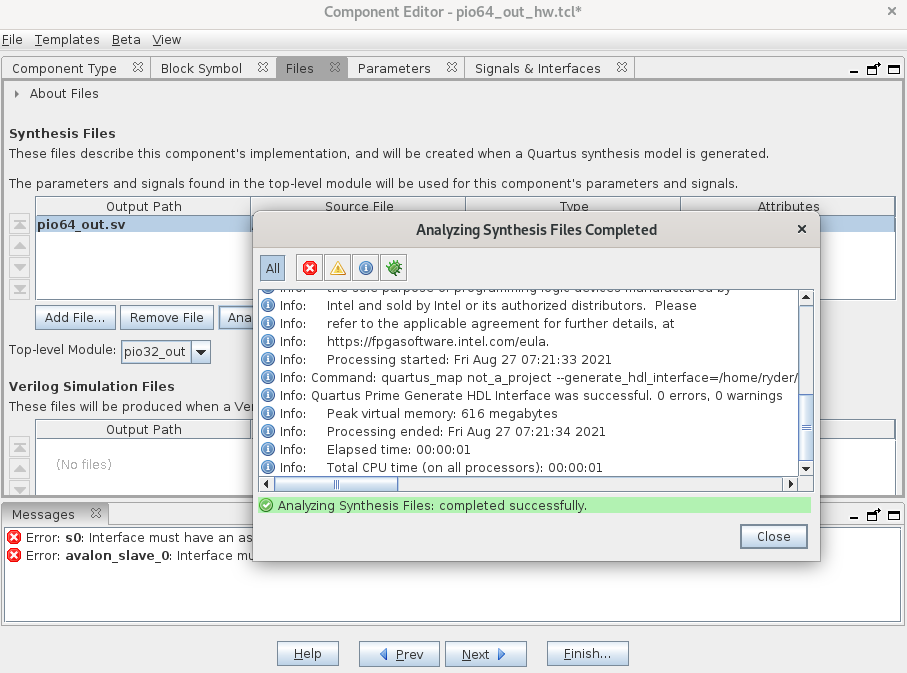 Component Editor - pio64_out_hw.tcl*
File Templates Beta View
Component Type Block Symbol Files Parameters Signals & Interfaces
About Files
Synthesis Files
These files describe this component's implementation, and will be created when a Quartus synthesis model is generated.
The parameters and signals found in the top-level module will be used for this component's parameters and signals.
Output Path Source File Type Attributes
pio64_out.sv
Add File... Remove File Ana
Top-level Module: pio32_out
Verilog Simulation Files
These files will be produced when a Ve
Output Path
(No files)
Analyzing Synthesis Files Completed
All
Info: the sole purpose of programming logic devices manufactured by
Info: Intel and sold by Intel or its authorized distributors. Please
Info: refer to the applicable agreement for further details, at
Info: https://fpgasoftware.intel.com/eula.
Info: Processing started: Fri Aug 27 07:21:33 2021
Info: Command: quartus_map not_a_project --generate_hdl_interface=/home/ryder/
Info: Quartus Prime Generate HDL Interface was successful. 0 errors, 0 warnings
Info: Peak virtual memory: 616 megabytes
Info: Processing ended: Fri Aug 27 07:21:34 2021
Info: Elapsed time: 00:00:01
Info: Total CPU time (on all processors): 00:00:01
Analyzing Synthesis Files: completed successfully.
Close
Messages
Error: s0: Interface must have an as
Error: avalon_slave_0: Interface mu
Help Prev Next Finish...